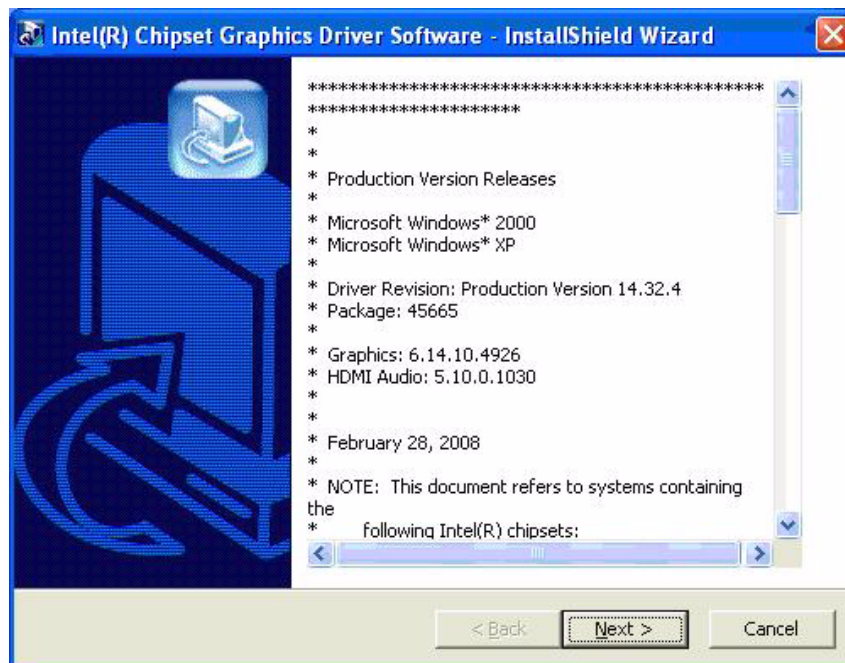 Intel(R) Chipset Graphics Driver Software - InstallShield Wizard
*********************************************
*********************
*
*
* Production Version Releases
*
* Microsoft Windows* 2000
* Microsoft Windows* XP
*
* Driver Revision: Production Version 14.32.4
* Package: 45665
*
* Graphics: 6.14.10.4926
* HDMI Audio: 5.10.0.1030
*
*
* February 28, 2008
*
* NOTE:  This document refers to systems containing
the
*       following Intel(R) chipsets:
< Back
Next >
Cancel